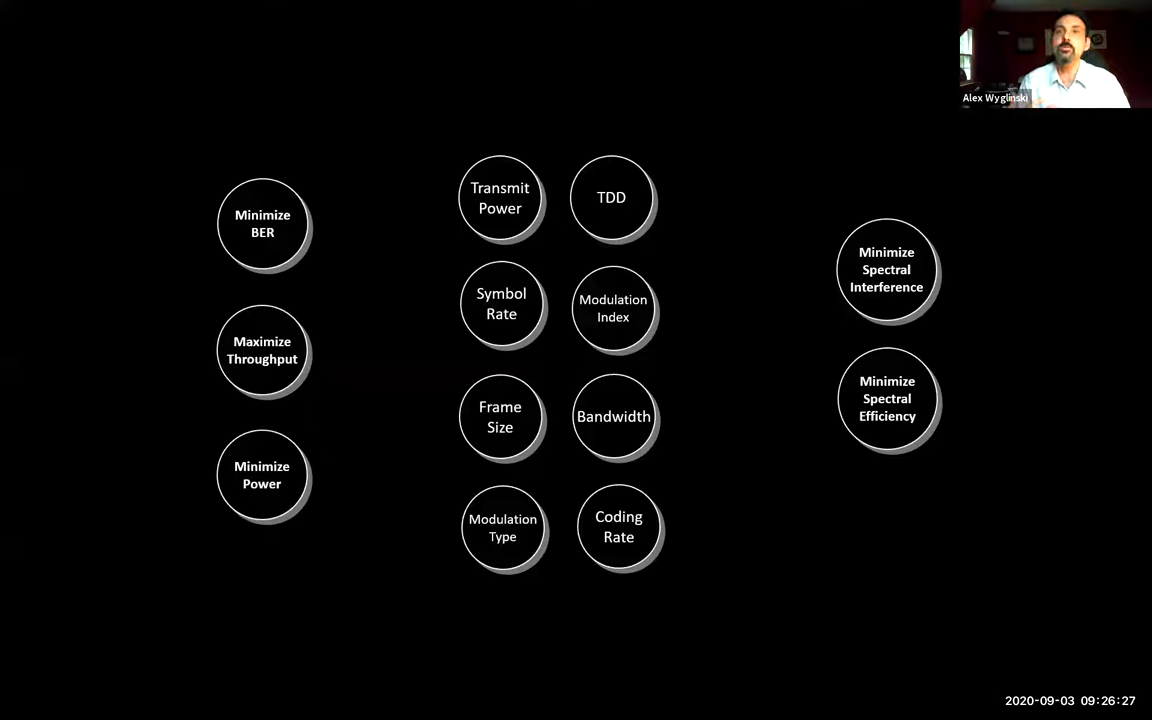 Alex Wyglinski
Minimize
BER
Maximize
Throughput
Minimize
Power
Transmit
Power
TDD
Symbol
Rate
Modulation
Index
Frame
Size
Bandwidth
Modulation
Type
Coding
Rate
Minimize
Spectral
Interference
Minimize
Spectral
Efficiency
2020-09-03 09:26:27